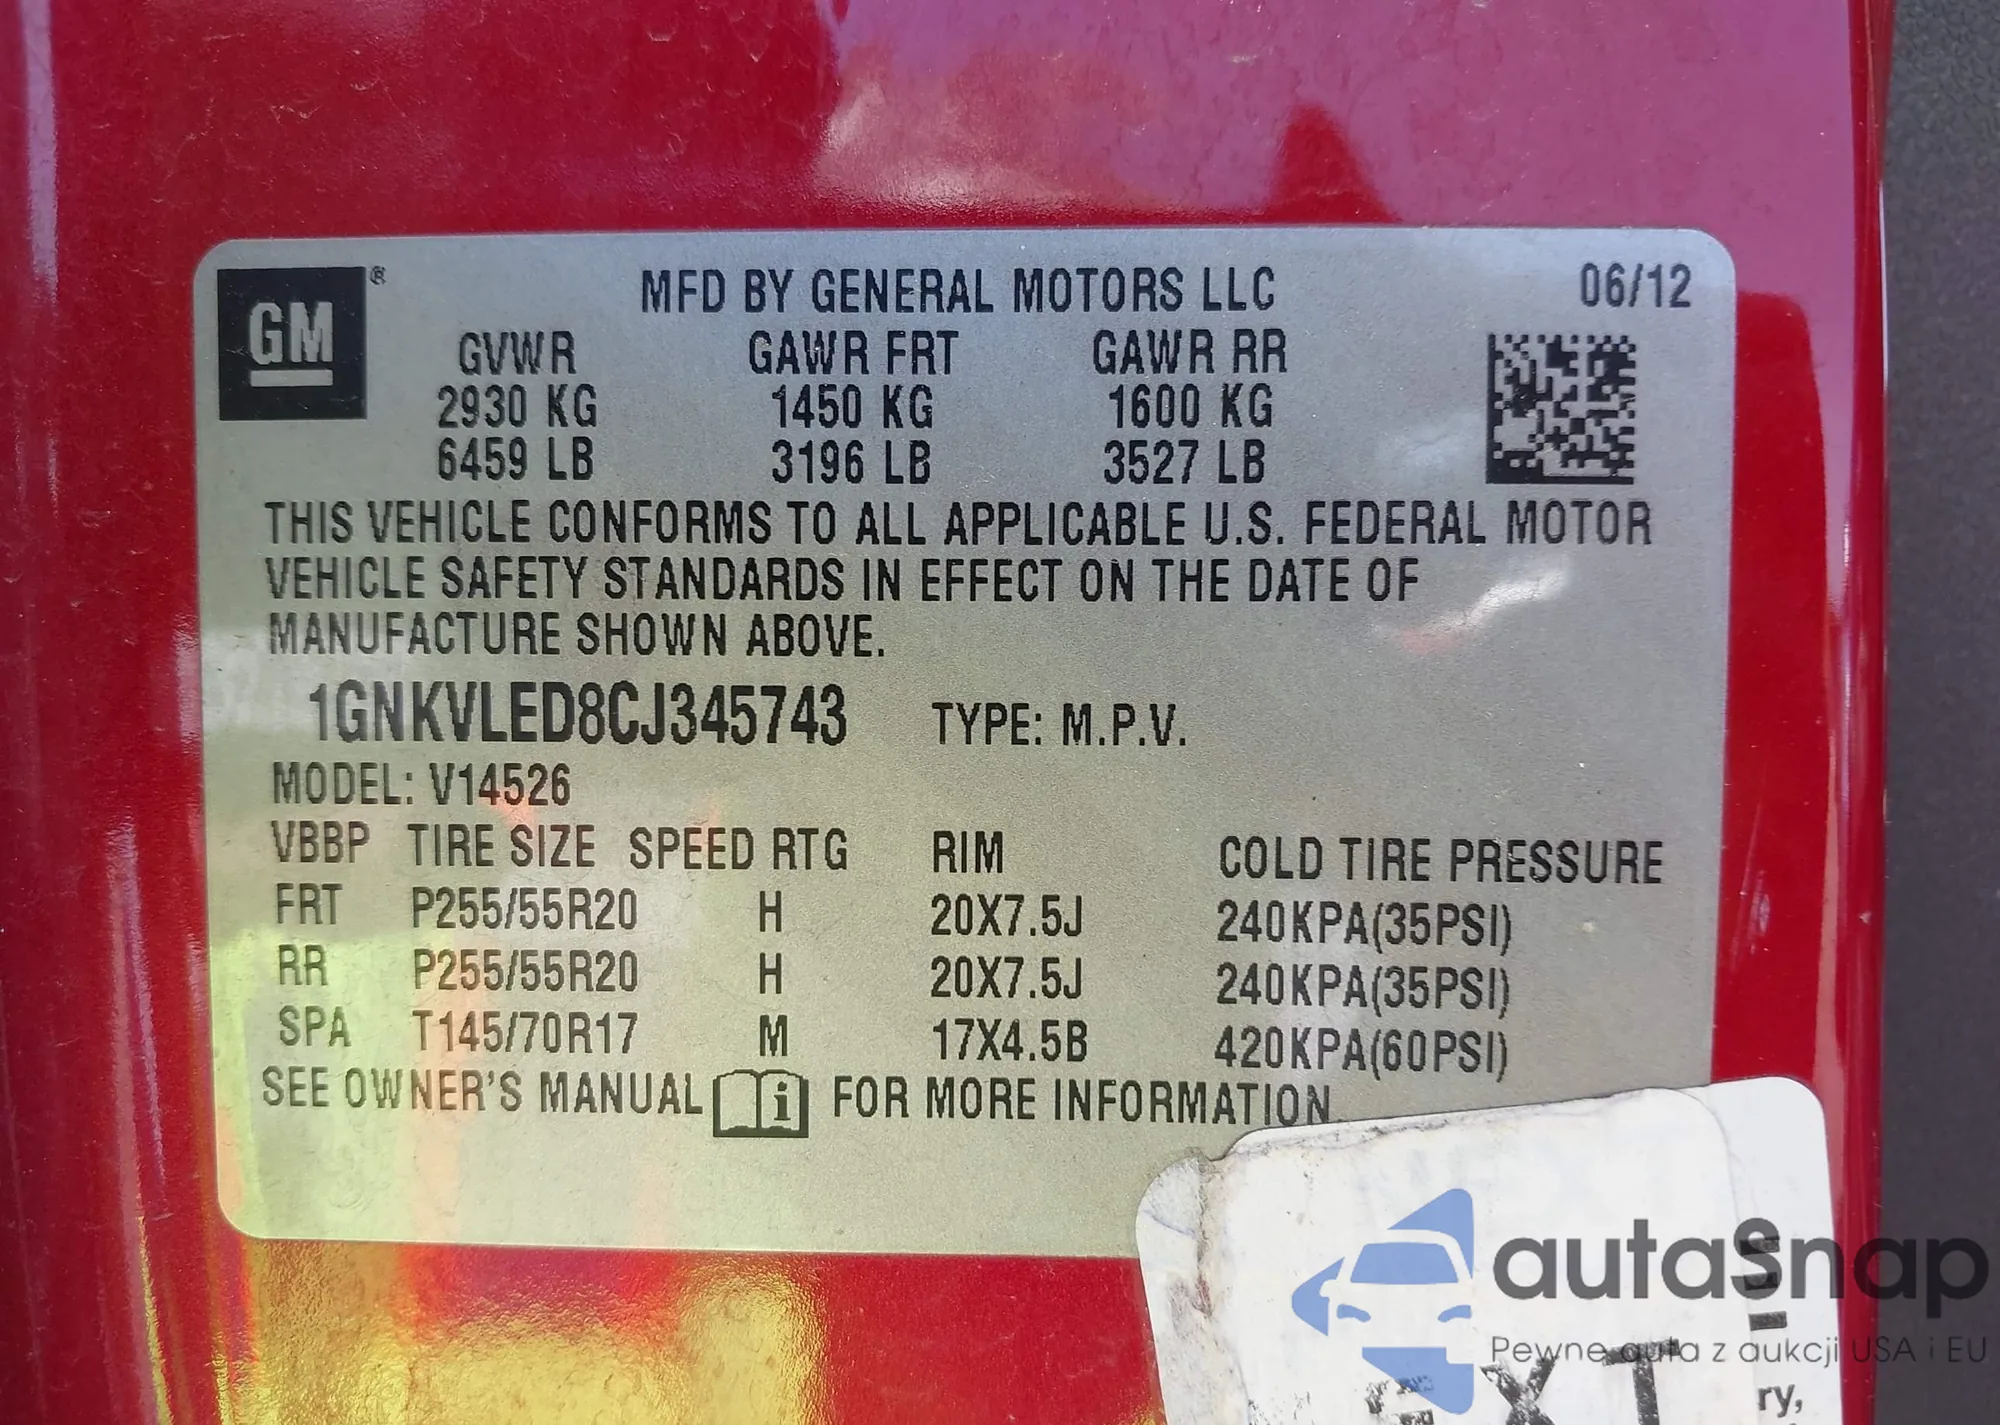 GM ® MFD BY GENERAL MOTORS LLC 06/12
GVWR GAWR FRT GAWR RR
2930 KG 1450 KG 1600 KG
6459 LB 3196 LB 3527 LB
THIS VEHICLE CONFORMS TO ALL APPLICABLE U.S. FEDERAL MOTOR
VEHICLE SAFETY STANDARDS IN EFFECT ON THE DATE OF
MANUFACTURE SHOWN ABOVE.
1GNKVLED8CJ345743 TYPE: M.P.V.
MODEL: V14526
VBBP TIRE SIZE SPEED RTG RIM COLD TIRE PRESSURE
FRT P255/55R20 H 20X7.5J 240KPA(35PSI)
RR P255/55R20 H 20X7.5J 240KPA(35PSI)
SPA T145/70R17 M 17X4.5B 420KPA(60PSI)
SEE OWNER'S MANUAL i FOR MORE INFORMATION
autasnap
Pewne auta z aukcji USA i EU
ry,